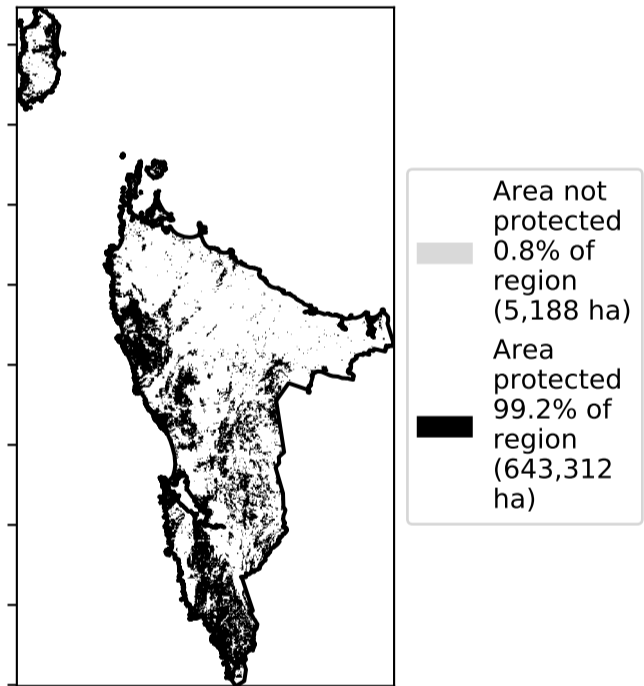 Area not
protected
0.8% of
region
(5,188 ha)
Area
protected
99.2% of
region
(643,312
ha)